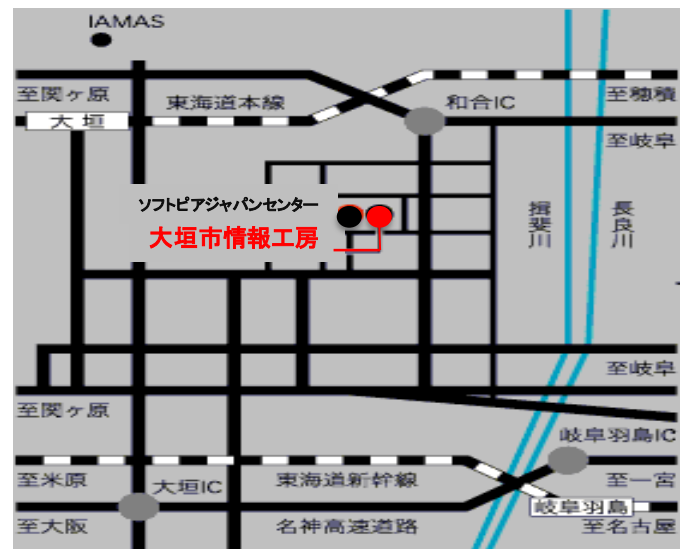 IAMAS
至関ヶ原
東海道本線
和合IC
至穂積
大垣
至岐阜
ソフトピアジャパンセンター
大垣市情報工房
揖斐川
長良川
至岐阜
至関ヶ原
岐阜羽島IC
至米原
大垣IC
東海道新幹線
至一宮
岐阜羽島
至大阪
名神高速道路
至名古屋